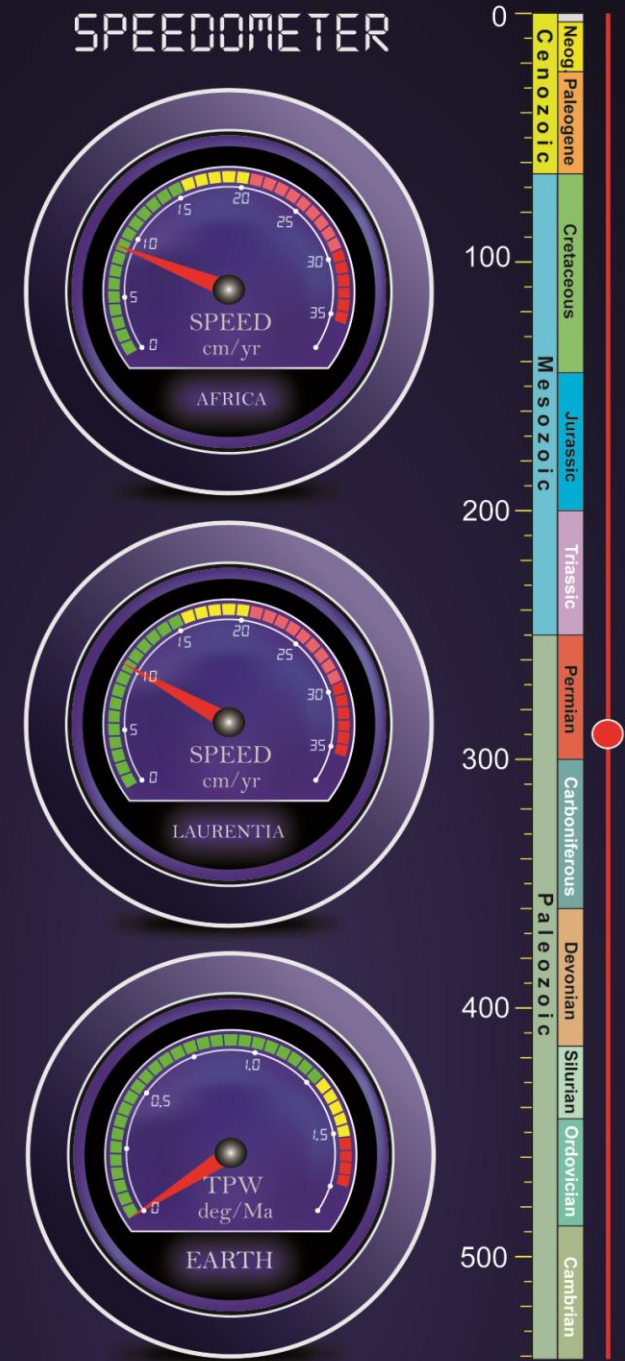 SPEEDOMETER
0
5
10
15
20
25
30
35
SPEED
cm/yr
AFRICA
0
5
10
15
20
25
30
35
SPEED
cm/yr
LAURENTIA
0
0.5
1.0
1.5
TPW
deg/Ma
EARTH
0
100
200
300
400
500
Cenozoic
Mesozoic
Paleozoic
Neog.
Paleogene
Cretaceous
Jurassic
Triassic
Permian
Carboniferous
Devonian
Silurian
Ordovician
Cambrian